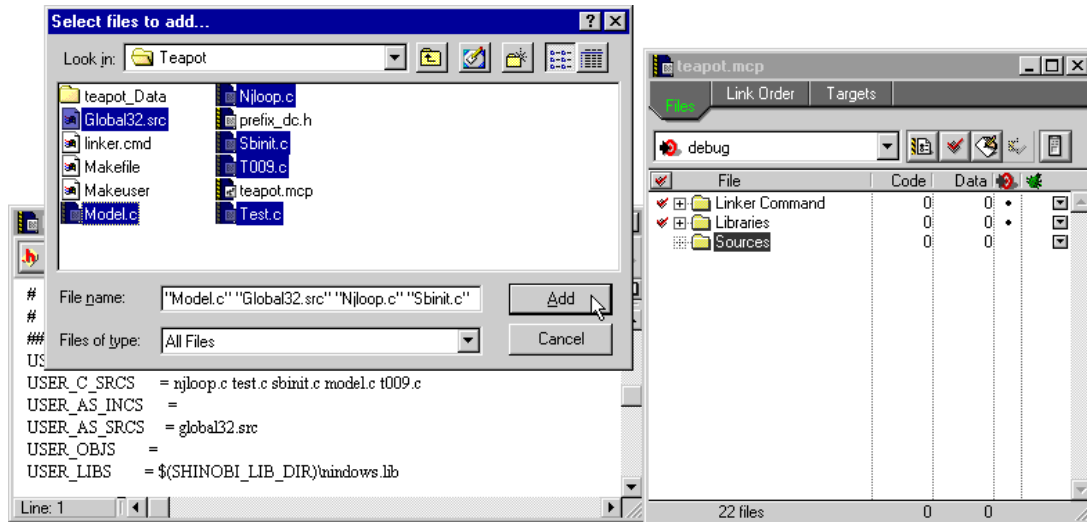 Select files to add...
Look in: Teapot
teapot_Data
Global32.src
linker.cmd
Makefile
Makeuser
Model.c
Njloop.c
prefix_dc.h
Sbinit.c
T009.c
teapot.mcp
Test.c
File name: "Model.c" "Global32.src" "Njloop.c" "Sbinit.c"
Add
Files of type: All Files
Cancel
#
#
##
US
USER_C_SRCS = njloop.c test.c sbinit.c model.c t009.c
USER_AS_INCS =
USER_AS_SRCS = global32.src
USER_OBJS =
USER_LIBS = $(SHINOBI_LIB_DIR)\nindows.lib
Line: 1
teapot.mcp
Files Link Order Targets
debug
File Code Data
Linker Command 0 0
Libraries 0 0
Sources 0 0
22 files 0 0